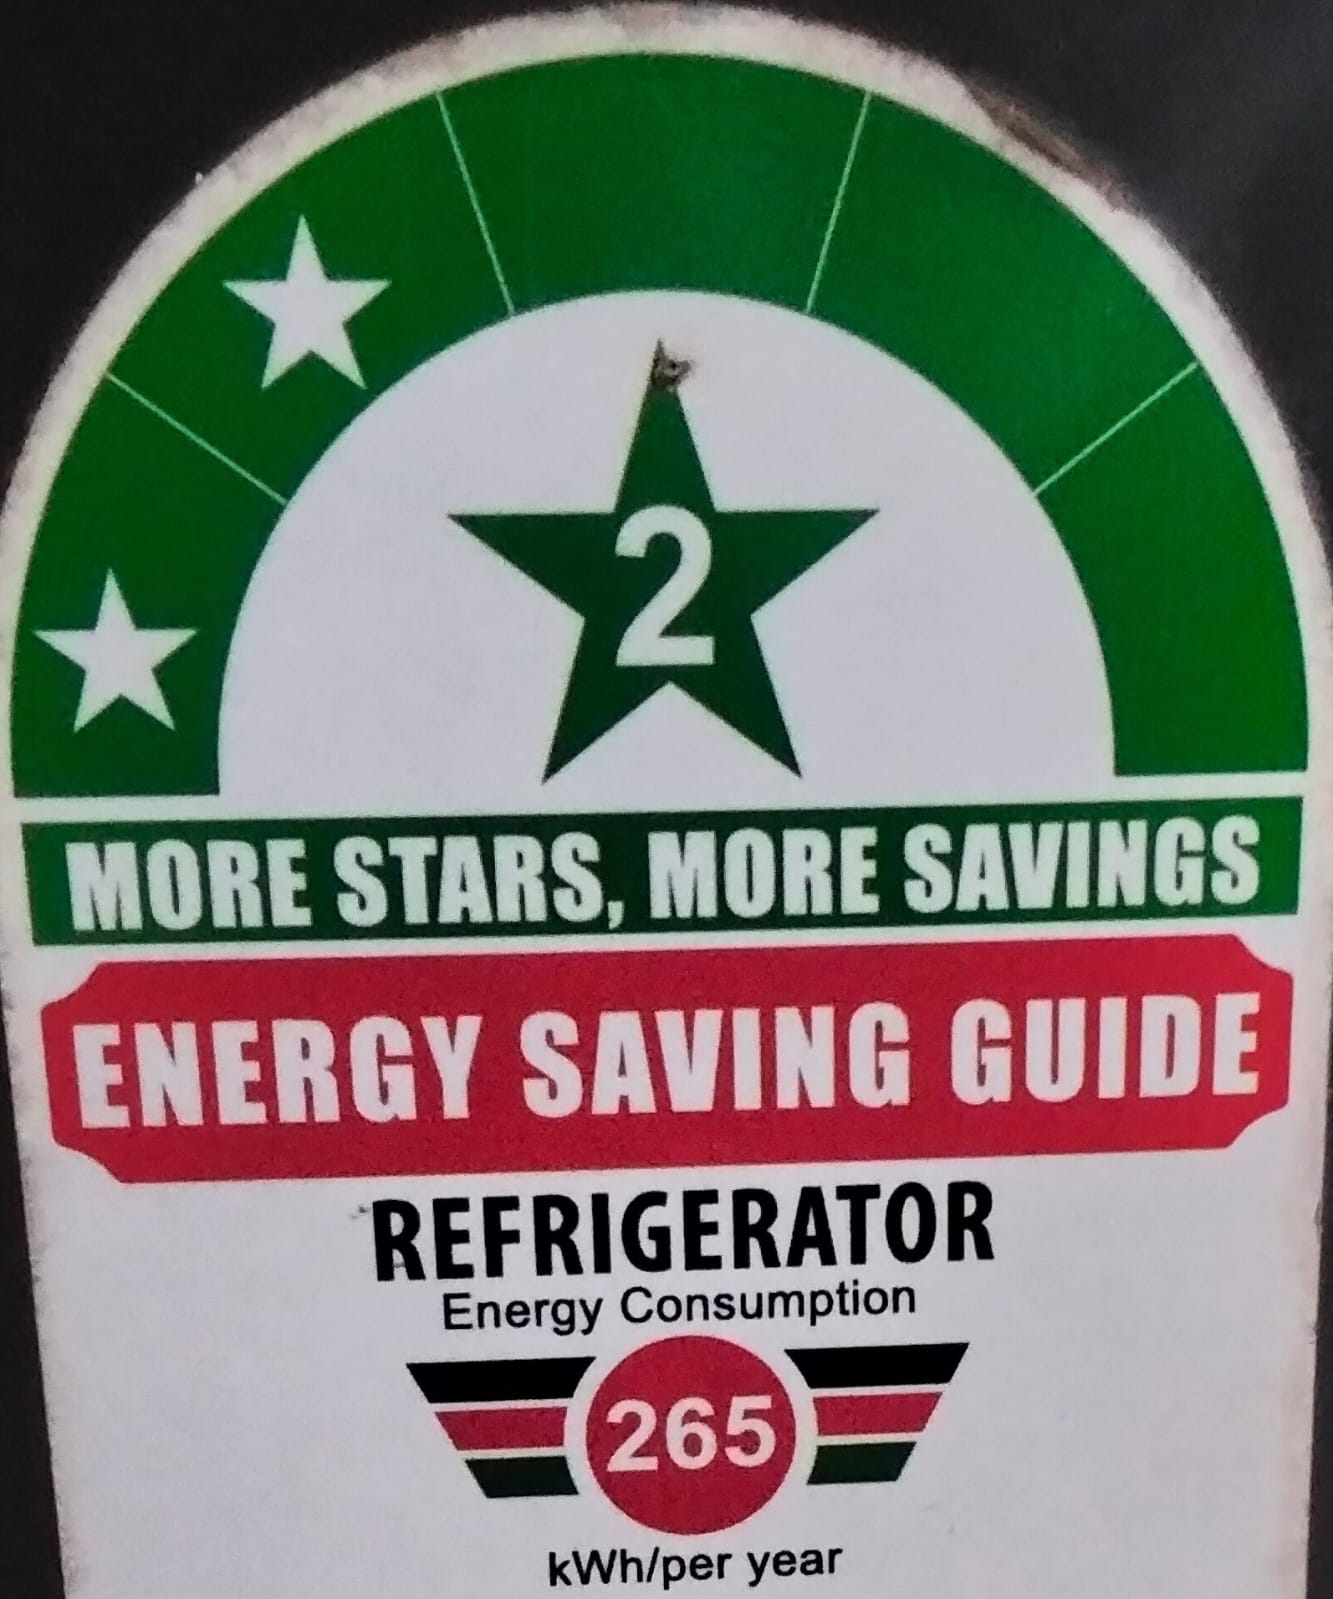 2
MORE STARS, MORE SAVINGS
ENERGY SAVING GUIDE
REFRIGERATOR
Energy Consumption
265
kWh/per year